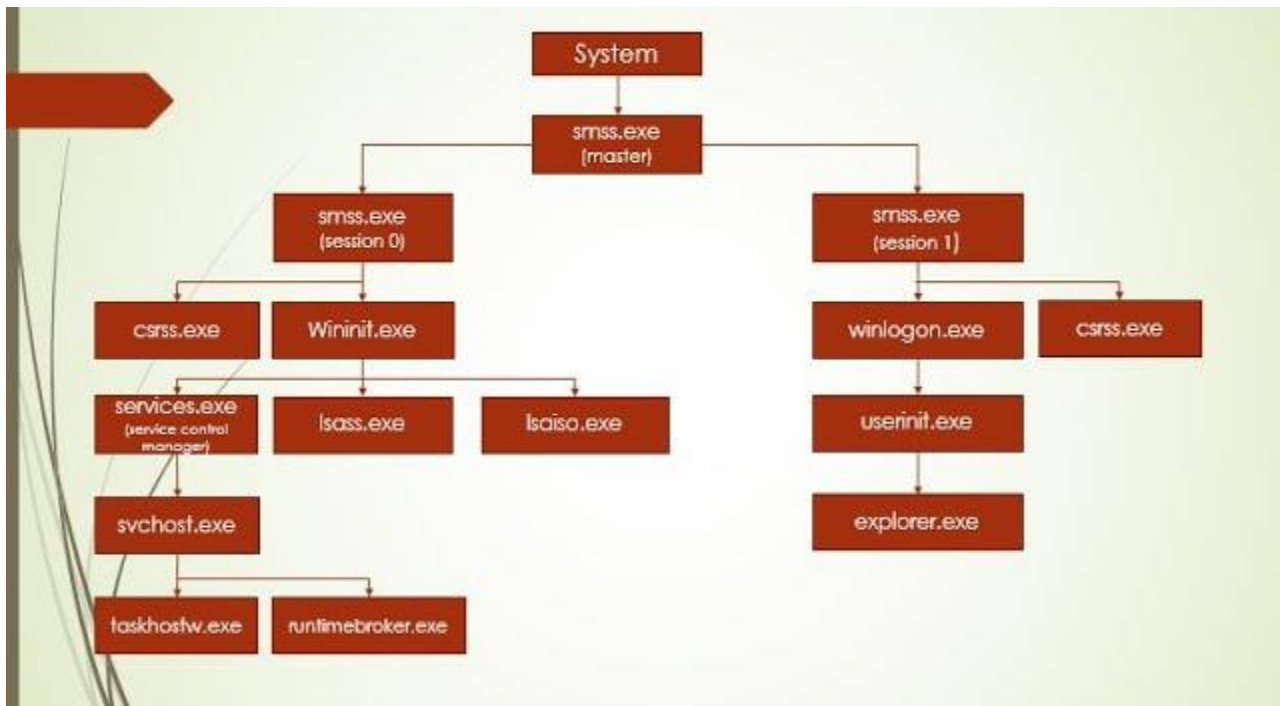 System
smss.exe
(master)
smss.exe
(session 0)
smss.exe
(session 1)
csrss.exe
Wininit.exe
winlogon.exe
csrss.exe
services.exe
(service control
manager)
lsass.exe
lsaiso.exe
userinit.exe
svchost.exe
explorer.exe
taskhostw.exe
runtimebroker.exe